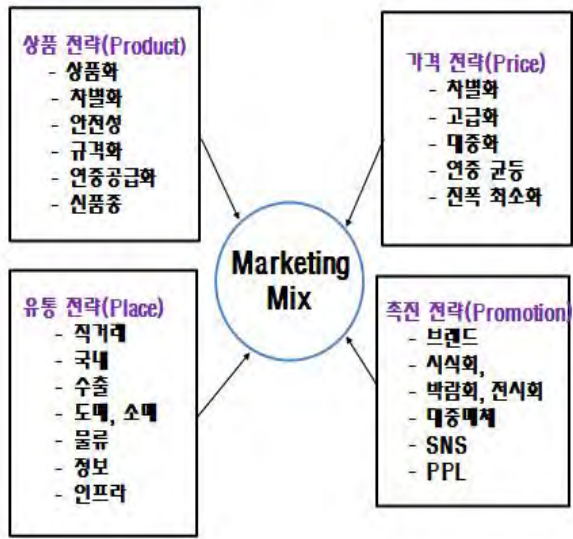 상품 전략(Product)
- 상품화
- 차별화
- 안전성
- 규격화
- 연중공급화
- 신품종
가격 전략(Price)
- 차별화
- 고급화
- 대중화
- 연중 균등
- 진폭 최소화
Marketing
Mix
유통 전략(Place)
- 직거래
- 국내
- 수출
- 도매, 소매
- 물류
- 정보
- 인프라
촉진 전략(Promotion)
- 브랜드
- 시식회,
- 박람회, 전시회
- 대중매체
- SNS
- PPL